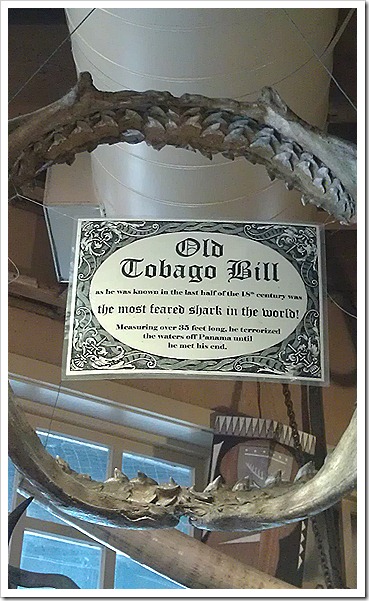 Old
Tobago Bill
as he was known in the last half of the 18th century was
the most feared shark in the world!
Measuring over 35 feet long, he terrorized
the waters off Panama until
he met his end.